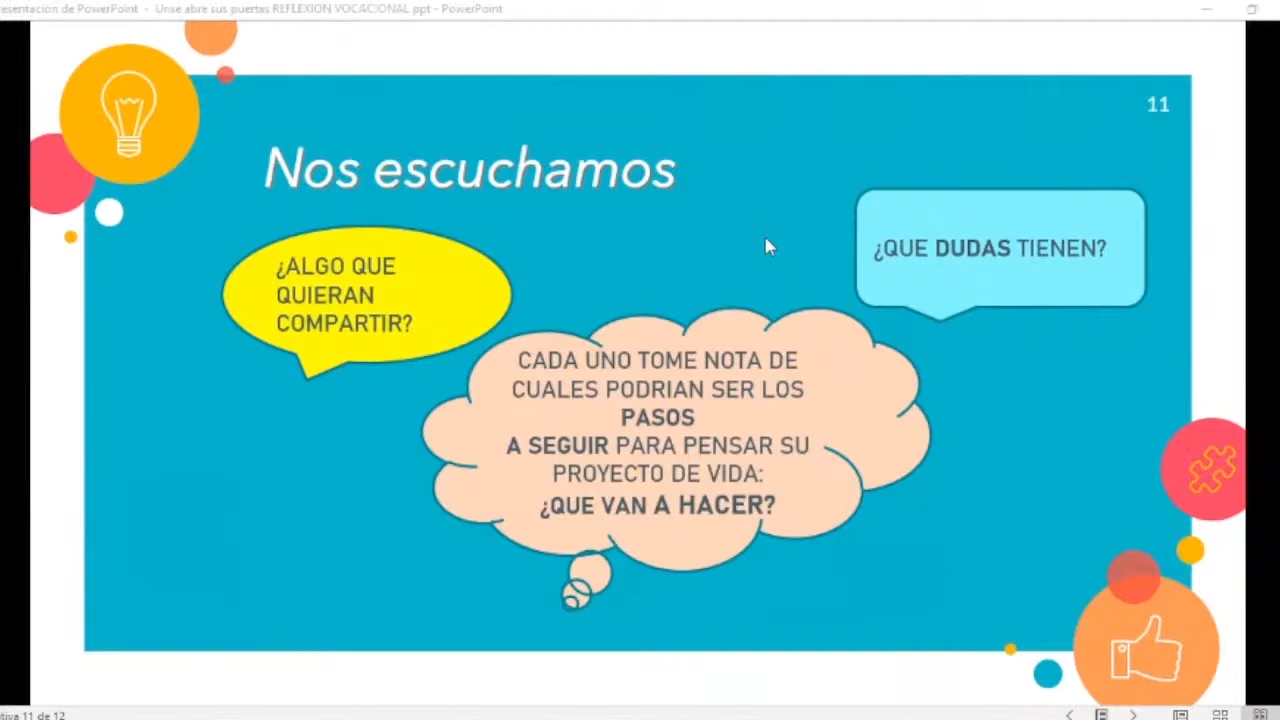 resentación de PowerPoint - Unse abre sus puertas REFLEXION VOCACIONAL ppt - PowerPoint
11
Nos escuchamos
¿ALGO QUE
QUIERAN
COMPARTIR?
¿QUE DUDAS TIENEN?
CADA UNO TOME NOTA DE
CUALES PODRIAN SER LOS
PASOS
A SEGUIR PARA PENSAR SU
PROYECTO DE VIDA:
¿QUE VAN A HACER?
tiva 11 de 12